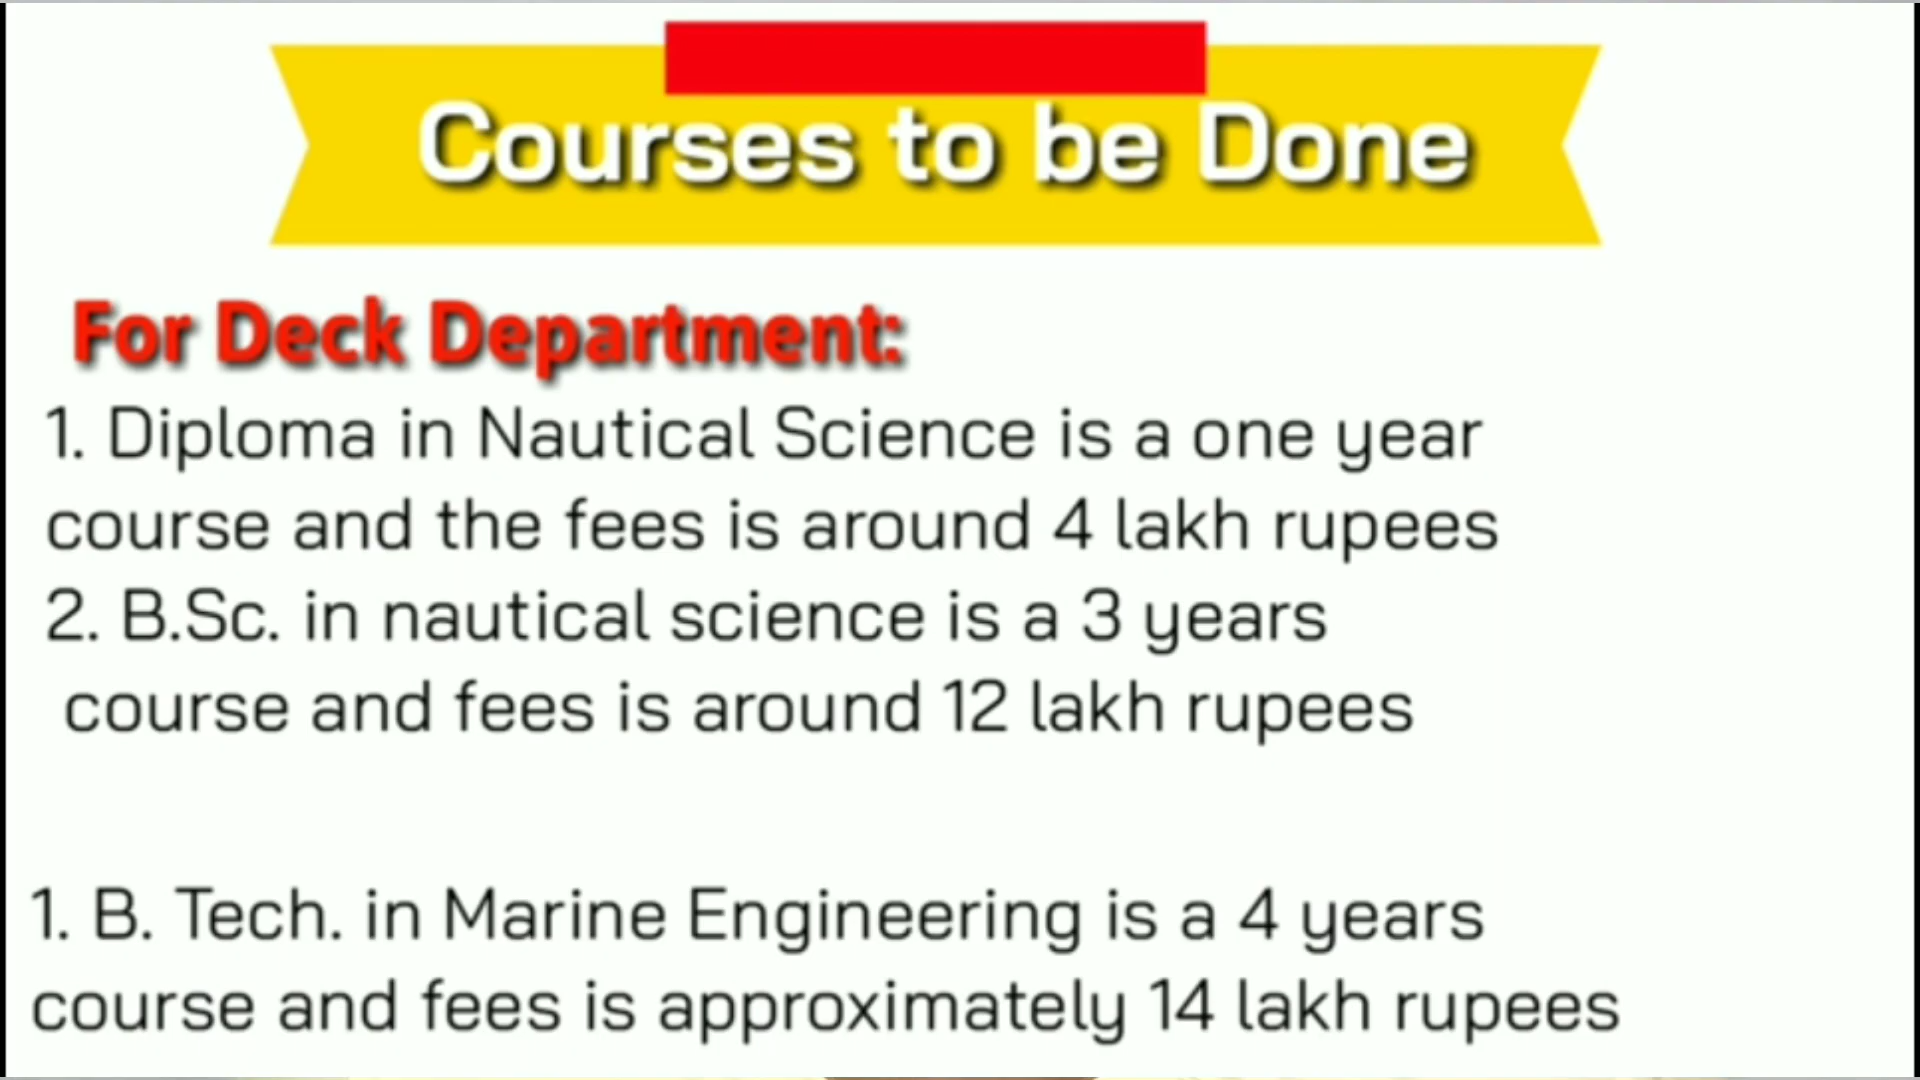 Courses to be Done
For Deck Department:
1. Diploma in Nautical Science is a one year
course and the fees is around 4 lakh rupees
2. B.Sc. in nautical science is a 3 years
course and fees is around 12 lakh rupees
1. B. Tech. in Marine Engineering is a 4 years
course and fees is approximately 14 lakh rupees